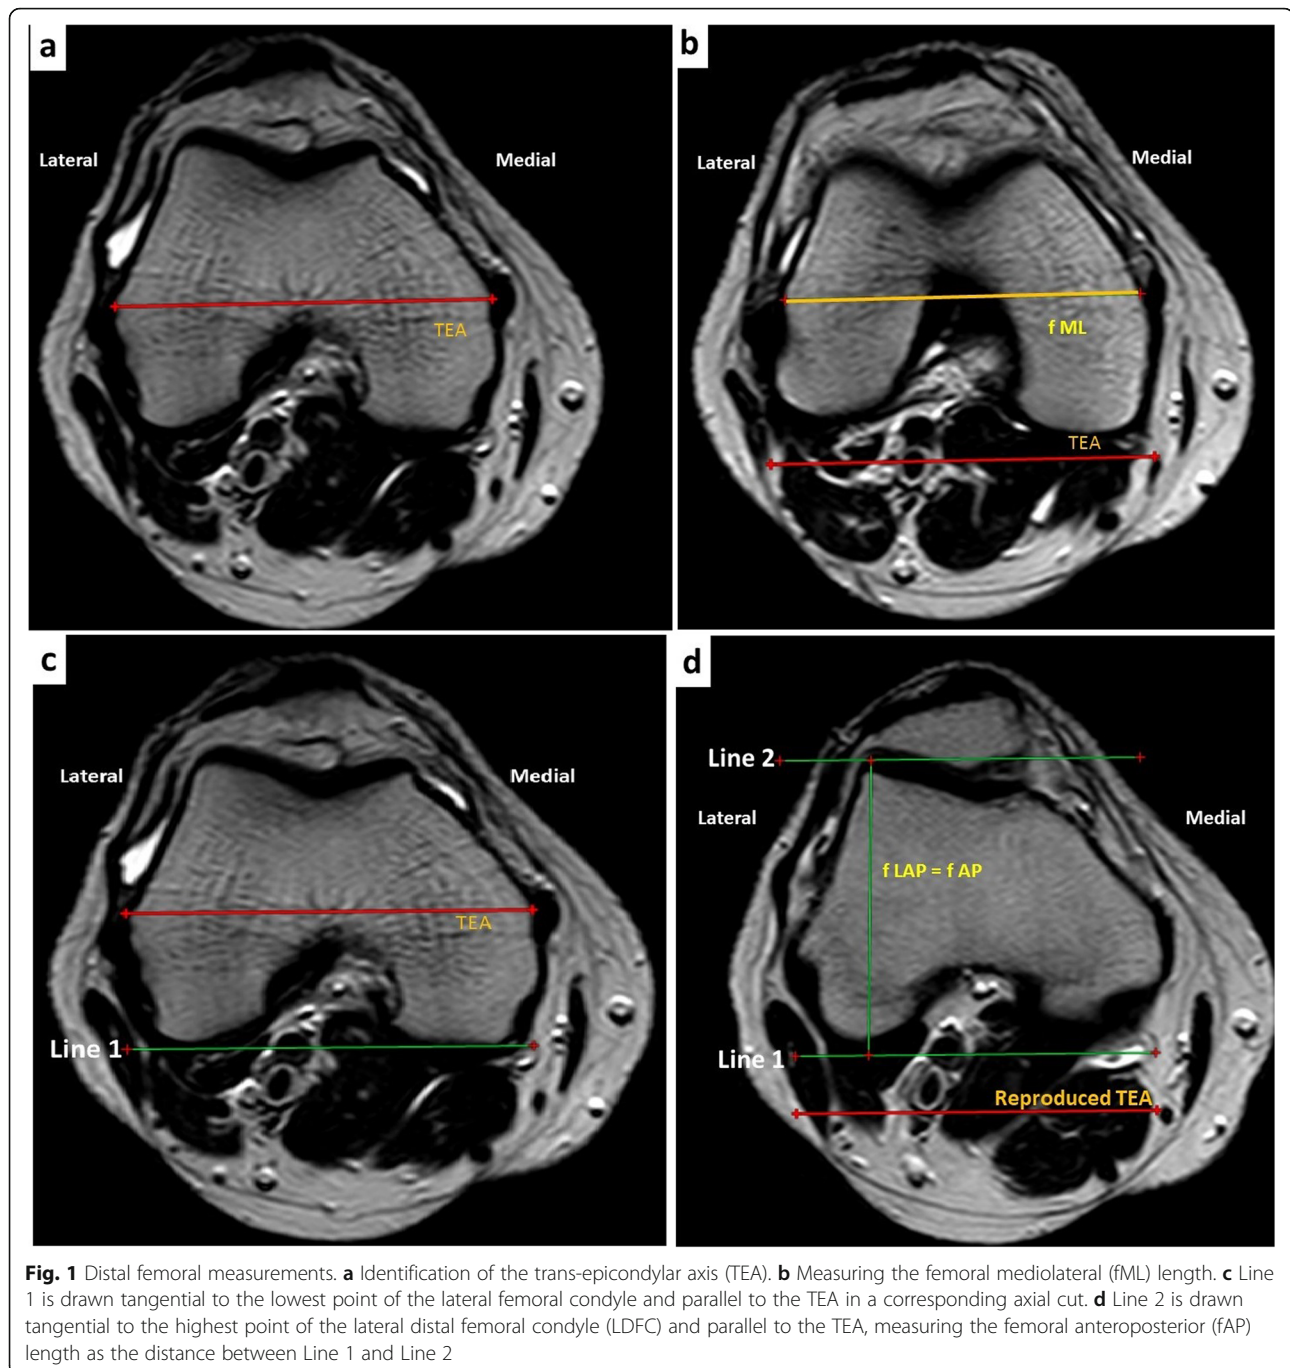 a
Lateral
Medial
TEA
b
Lateral
Medial
f ML
TEA
c
Lateral
Medial
TEA
Line 1
d
Line 2
Lateral
Medial
f LAP = f AP
Line 1
Reproduced TEA
Fig. 1 Distal femoral measurements. a Identification of the trans-epicondylar axis (TEA). b Measuring the femoral mediolateral (fML) length. c Line
1 is drawn tangential to the lowest point of the lateral femoral condyle and parallel to the TEA in a corresponding axial cut. d Line 2 is drawn
tangential to the highest point of the lateral distal femoral condyle (LDFC) and parallel to the TEA, measuring the femoral anteroposterior (fAP)
length as the distance between Line 1 and Line 2